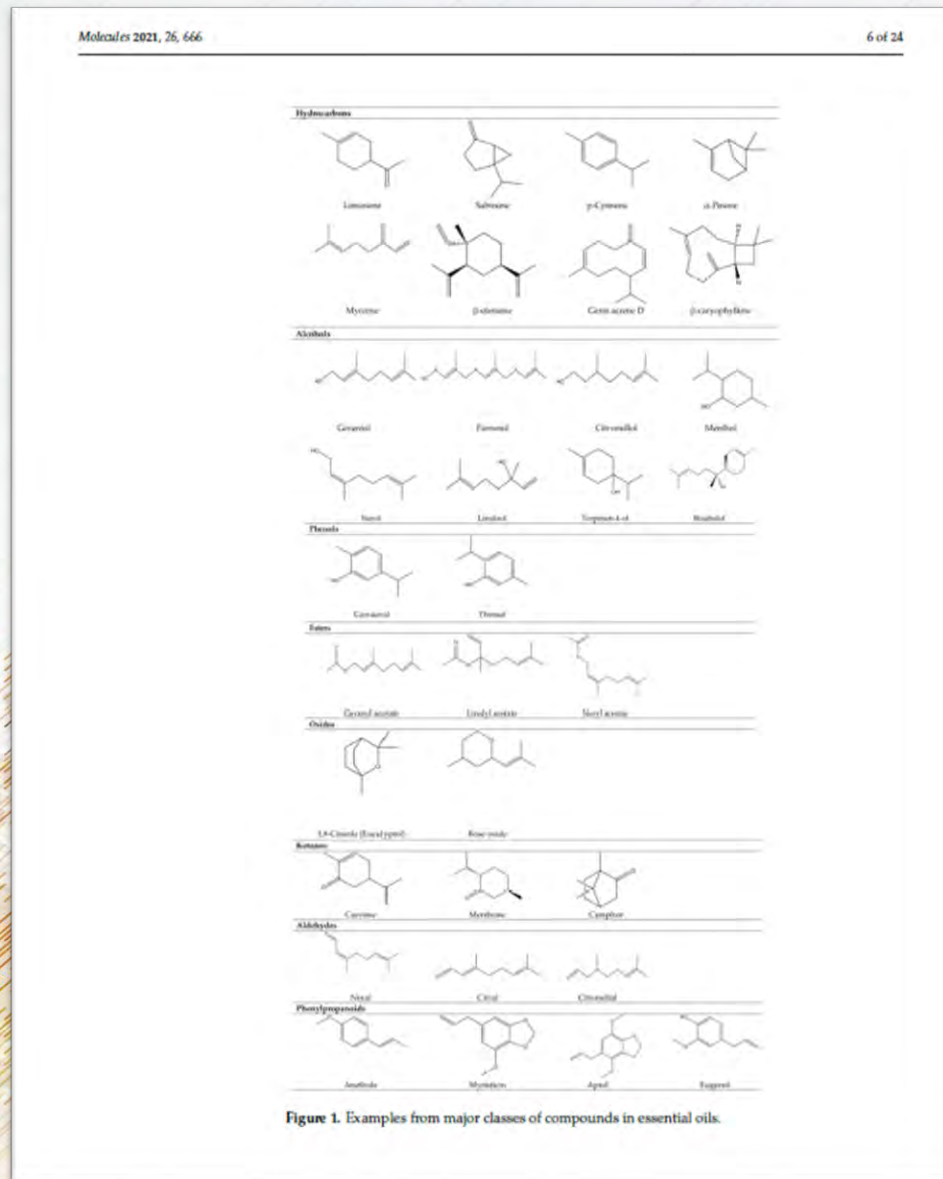 Molecules 2021, 26, 666 6 of 24
Hydrocarbons
Limonene Sabinene p-Cymene α-Pinene
Myrcene β-elemene Germacrene D β-caryophyllene
Alcohols
Geraniol Farnesol Citronellol Menthol
Nerol Linalool Terpinen-4-ol Bisabolol
Phenols
Carvacrol Thymol
Esters
Geranyl acetate Linalyl acetate Neryl acetate
Oxides
1,8-Cineole (Eucalyptol) Rose oxide
Ketones
Carvone Menthone Camphor
Aldehydes
Neral Citral Citronellal
Phenylpropanoids
Anethole Myristicin Apiol Eugenol
Figure 1. Examples from major classes of compounds in essential oils.